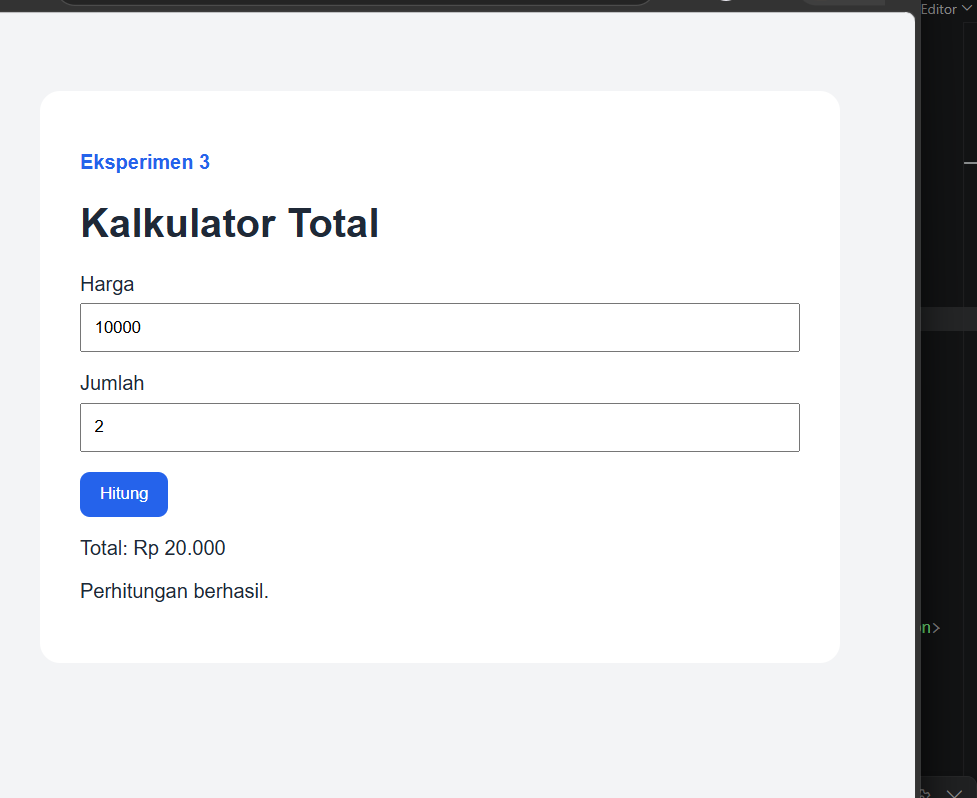 Editor
Eksperimen 3
Kalkulator Total
Harga
10000
Jumlah
2
Hitung
Total: Rp 20.000
Perhitungan berhasil.
n>